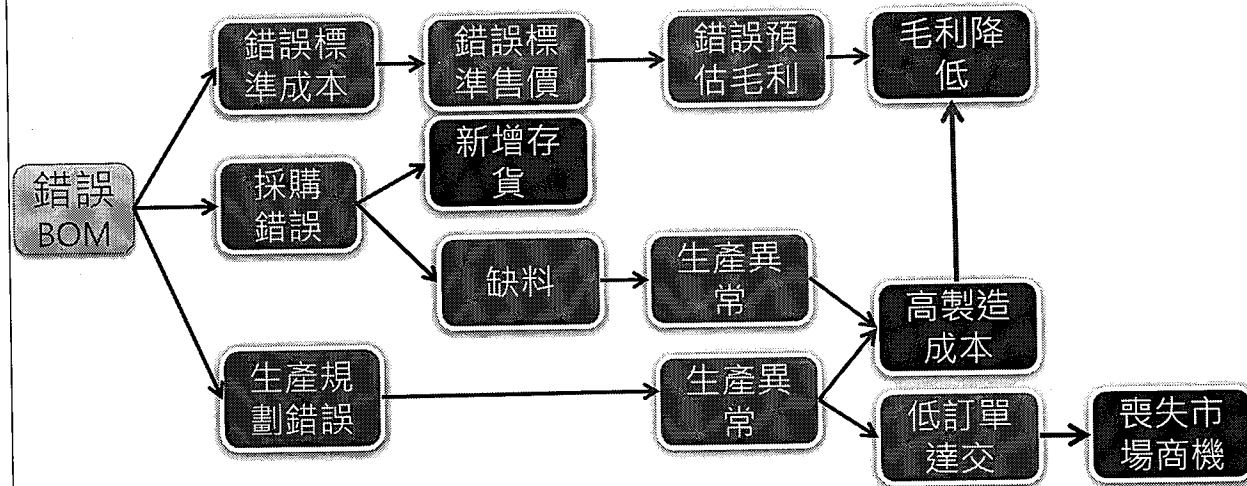 錯誤
BOM
錯誤標
準成本
錯誤標
準售價
錯誤預
估毛利
毛利降
低
採購
錯誤
新增存
貨
缺料
生產異
常
高製造
成本
生產規
劃錯誤
生產異
常
低訂單
達交
喪失市
場商機